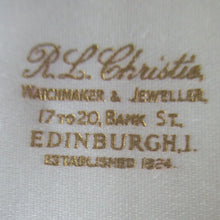 R. L. Christie,
WATCHMAKER & JEWELLER,
17 TO 20, BANK ST.,
EDINBURGH, 1.
ESTABLISHED 1824.